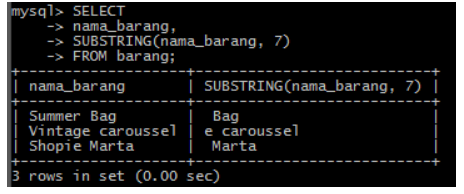 mysql> SELECT
    -> nama_barang,
    -> SUBSTRING(nama_barang, 7)
    -> FROM barang;
+-------------------+---------------------------+
| nama_barang       | SUBSTRING(nama_barang, 7) |
+-------------------+---------------------------+
| Summer Bag        |  Bag                      |
| Vintage caroussel | e caroussel               |
| Shopie Marta      |  Marta                    |
+-------------------+---------------------------+
3 rows in set (0.00 sec)